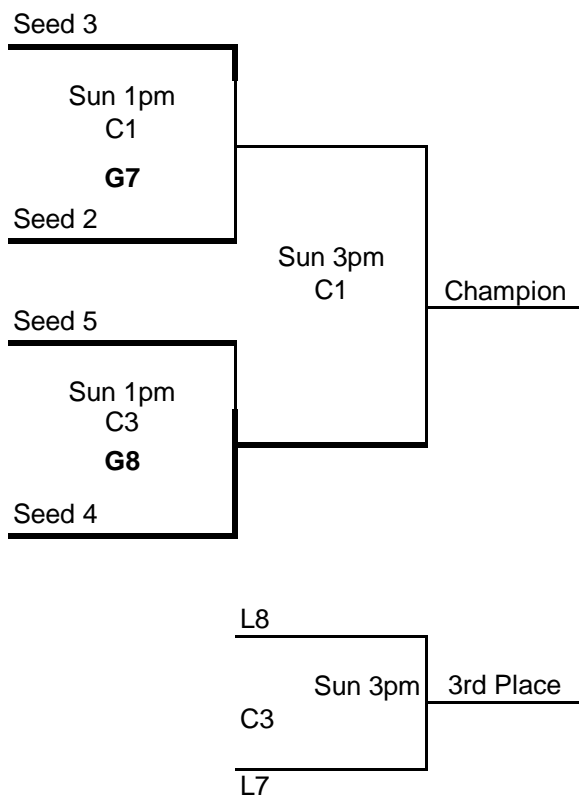 Seed 3
Sun 1pm
C1
G7
Seed 2
Sun 3pm
C1
Champion
Seed 5
Sun 1pm
C3
G8
Seed 4
L8
Sun 3pm
3rd Place
C3
L7